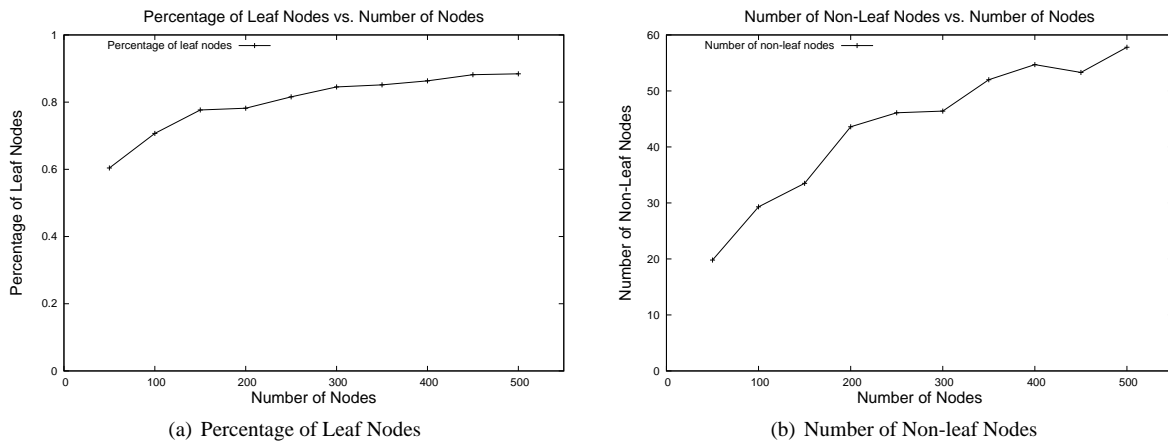 Percentage of Leaf Nodes vs. Number of Nodes
Percentage of leaf nodes
1
0.8
0.6
0.4
0.2
0
Percentage of Leaf Nodes
0 100 200 300 400 500
Number of Nodes
(a) Percentage of Leaf Nodes
Number of Non-Leaf Nodes vs. Number of Nodes
Number of non-leaf nodes
60
50
40
30
20
10
0
Number of Non-Leaf Nodes
0 100 200 300 400 500
Number of Nodes
(b) Number of Non-leaf Nodes